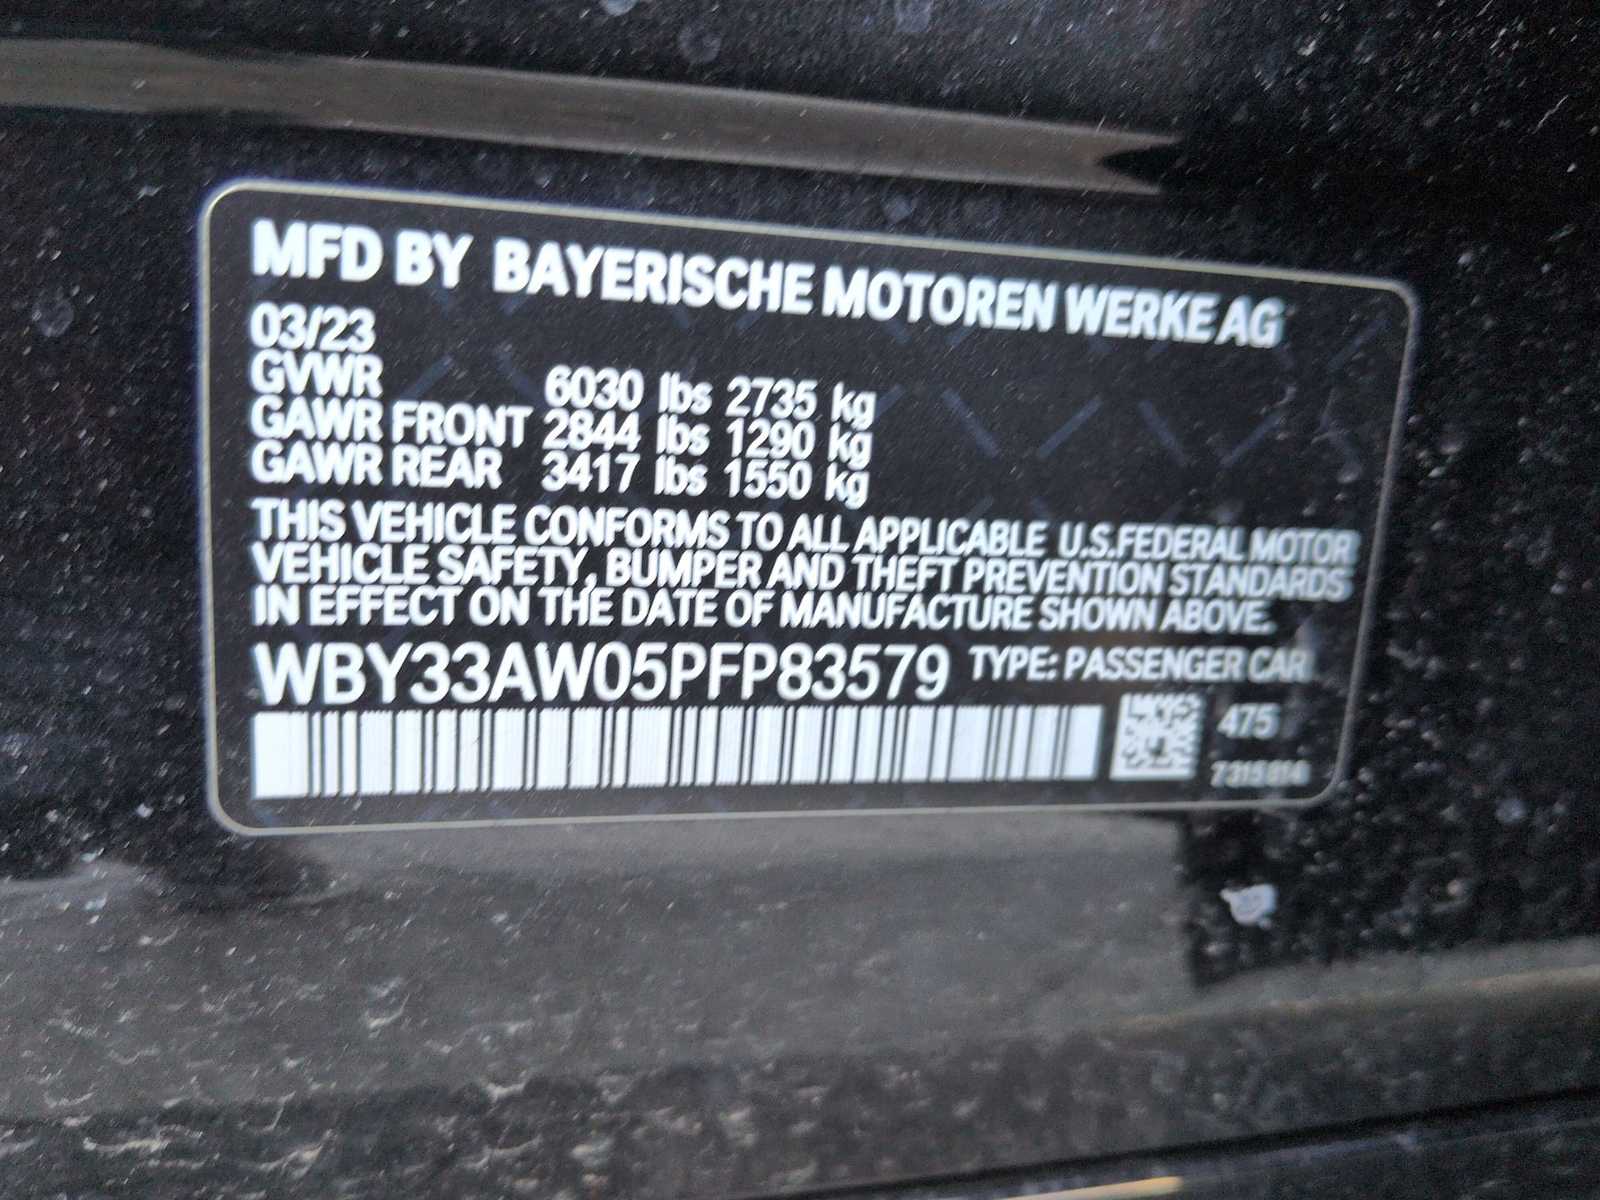 MFD BY BAYERISCHE MOTOREN WERKE AG
03/23
GVWR 6030 lbs 2735 kg
GAWR FRONT 2844 lbs 1290 kg
GAWR REAR 3417 lbs 1550 kg
THIS VEHICLE CONFORMS TO ALL APPLICABLE U.S.FEDERAL MOTOR
VEHICLE SAFETY, BUMPER AND THEFT PREVENTION STANDARDS
IN EFFECT ON THE DATE OF MANUFACTURE SHOWN ABOVE.
WBY33AW05PFP83579 TYPE: PASSENGER CAR
475